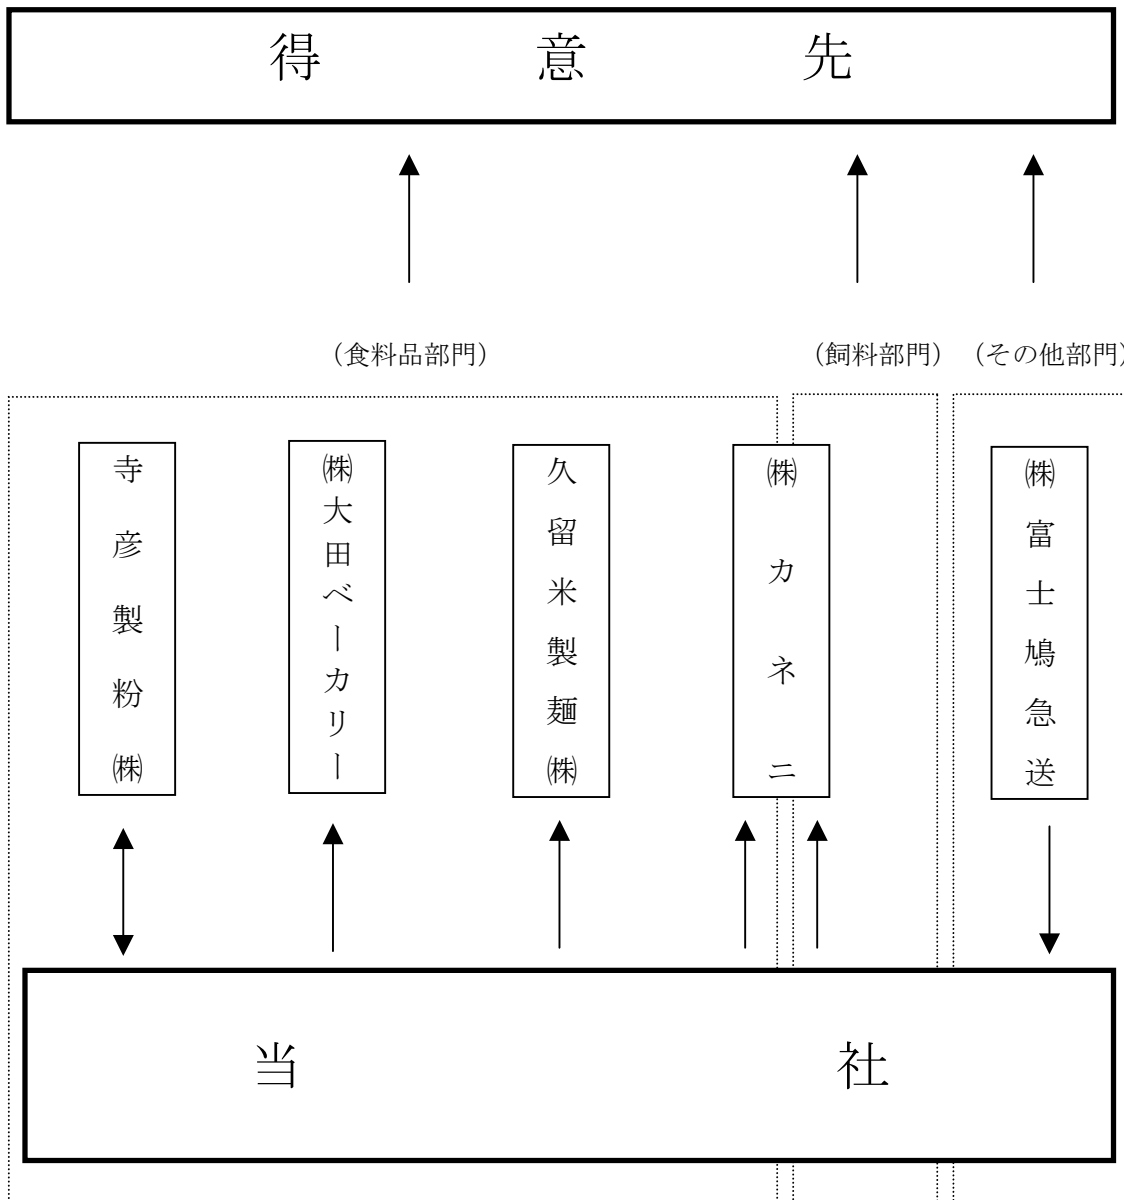 得意先
（食料品部門）
（飼料部門）
（その他部門）
寺彦製粉㈱
㈱大田ベーカリー
久留米製麺㈱
㈱カネニ
㈱富士鳩急送
当社